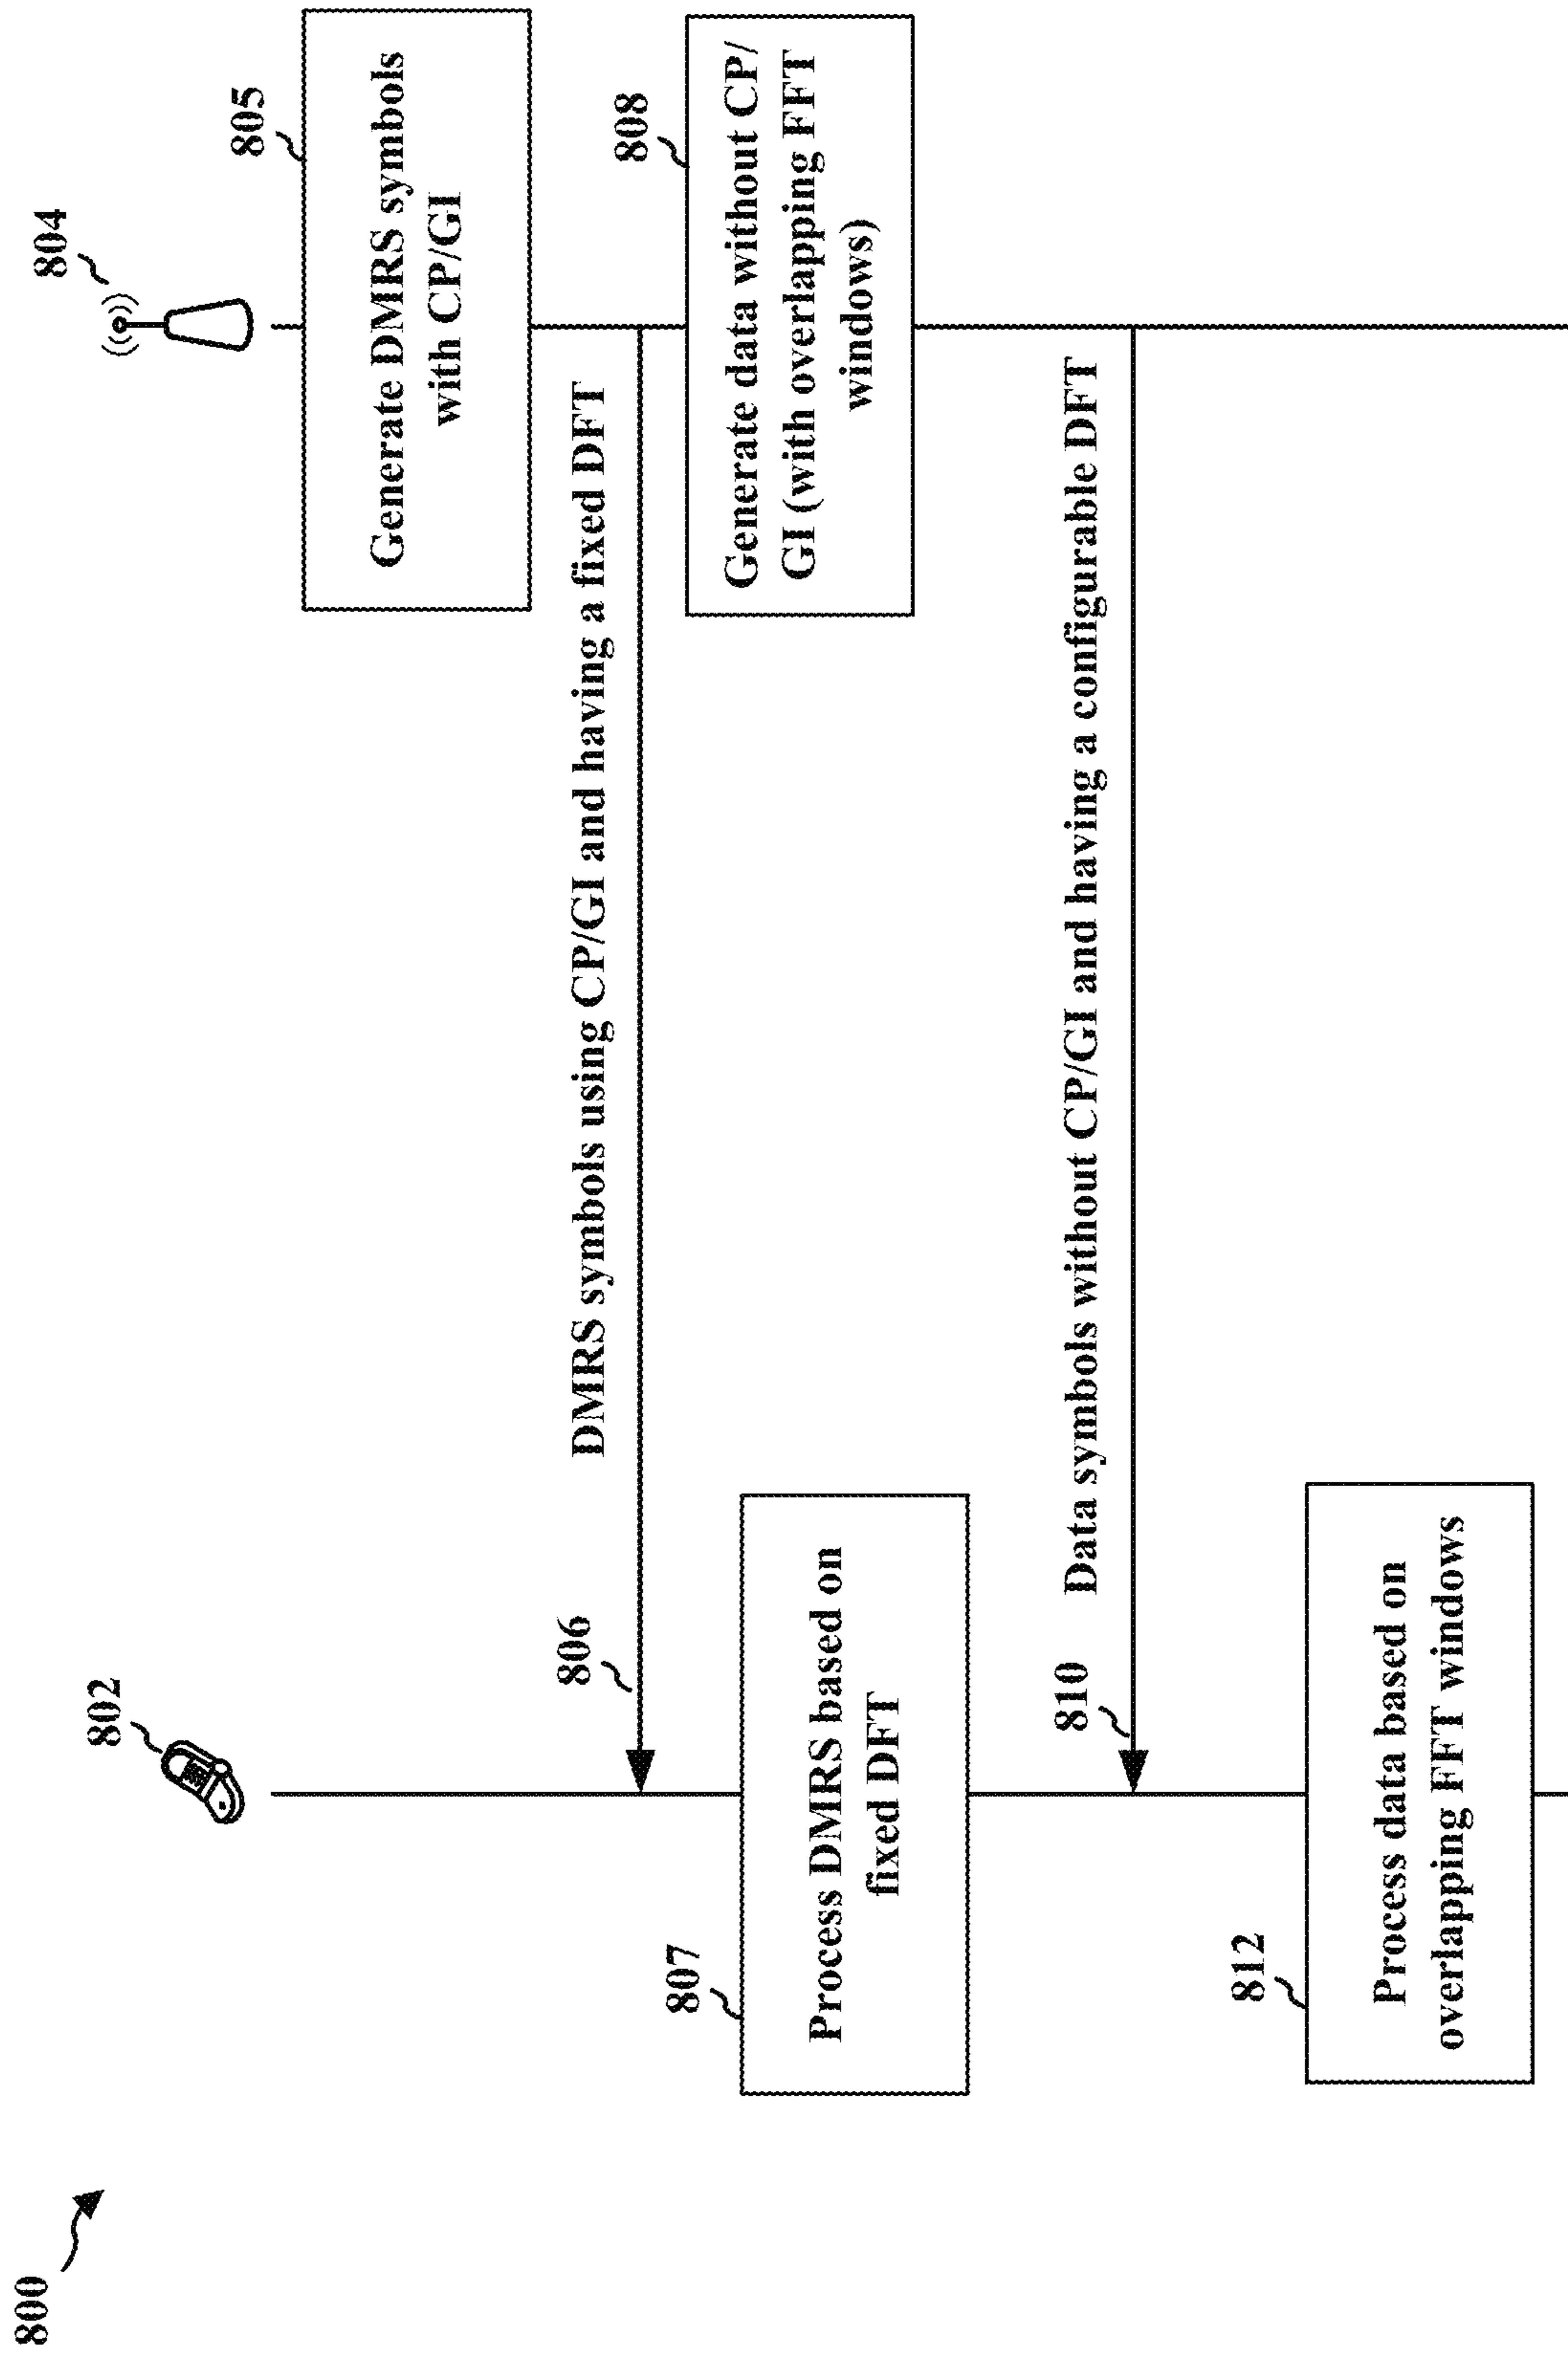 800
802
804
805
Generate DMRS symbols
with CP/GI
806
DMRS symbols using CP/GI and having a fixed DFT
807
Process DMRS based on
fixed DFT
808
Generate data without CP/
GI (with overlapping FFT
windows)
810
Data symbols without CP/GI and having a configurable DFT
812
Process data based on
overlapping FFT windows